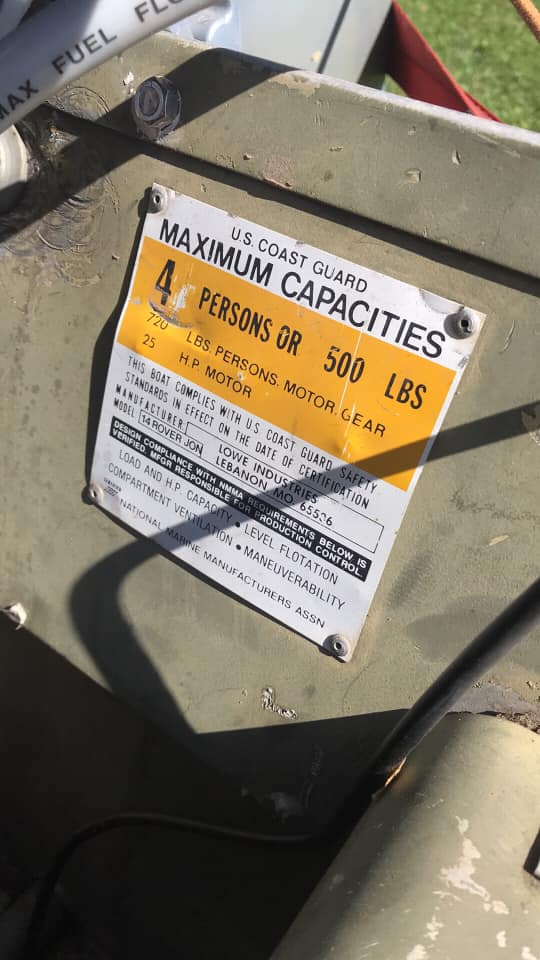 MAX FUEL FLO
U.S. COAST GUARD
MAXIMUM CAPACITIES
4 PERSONS OR 500 LBS
720 LBS. PERSONS, MOTOR, GEAR
25 H.P. MOTOR
THIS BOAT COMPLIES WITH U.S. COAST GUARD SAFETY
STANDARDS IN EFFECT ON THE DATE OF CERTIFICATION
MANUFACTURER: LOWE INDUSTRIES
MODEL 14 ROVER JON LEBANON, MO 65536
DESIGN COMPLIANCE WITH NMMA REQUIREMENTS BELOW IS
VERIFIED. MFGR RESPONSIBLE FOR PRODUCTION CONTROL.
LOAD AND H.P. CAPACITY • LEVEL FLOTATION
COMPARTMENT VENTILATION • MANEUVERABILITY
NATIONAL MARINE MANUFACTURERS ASSN